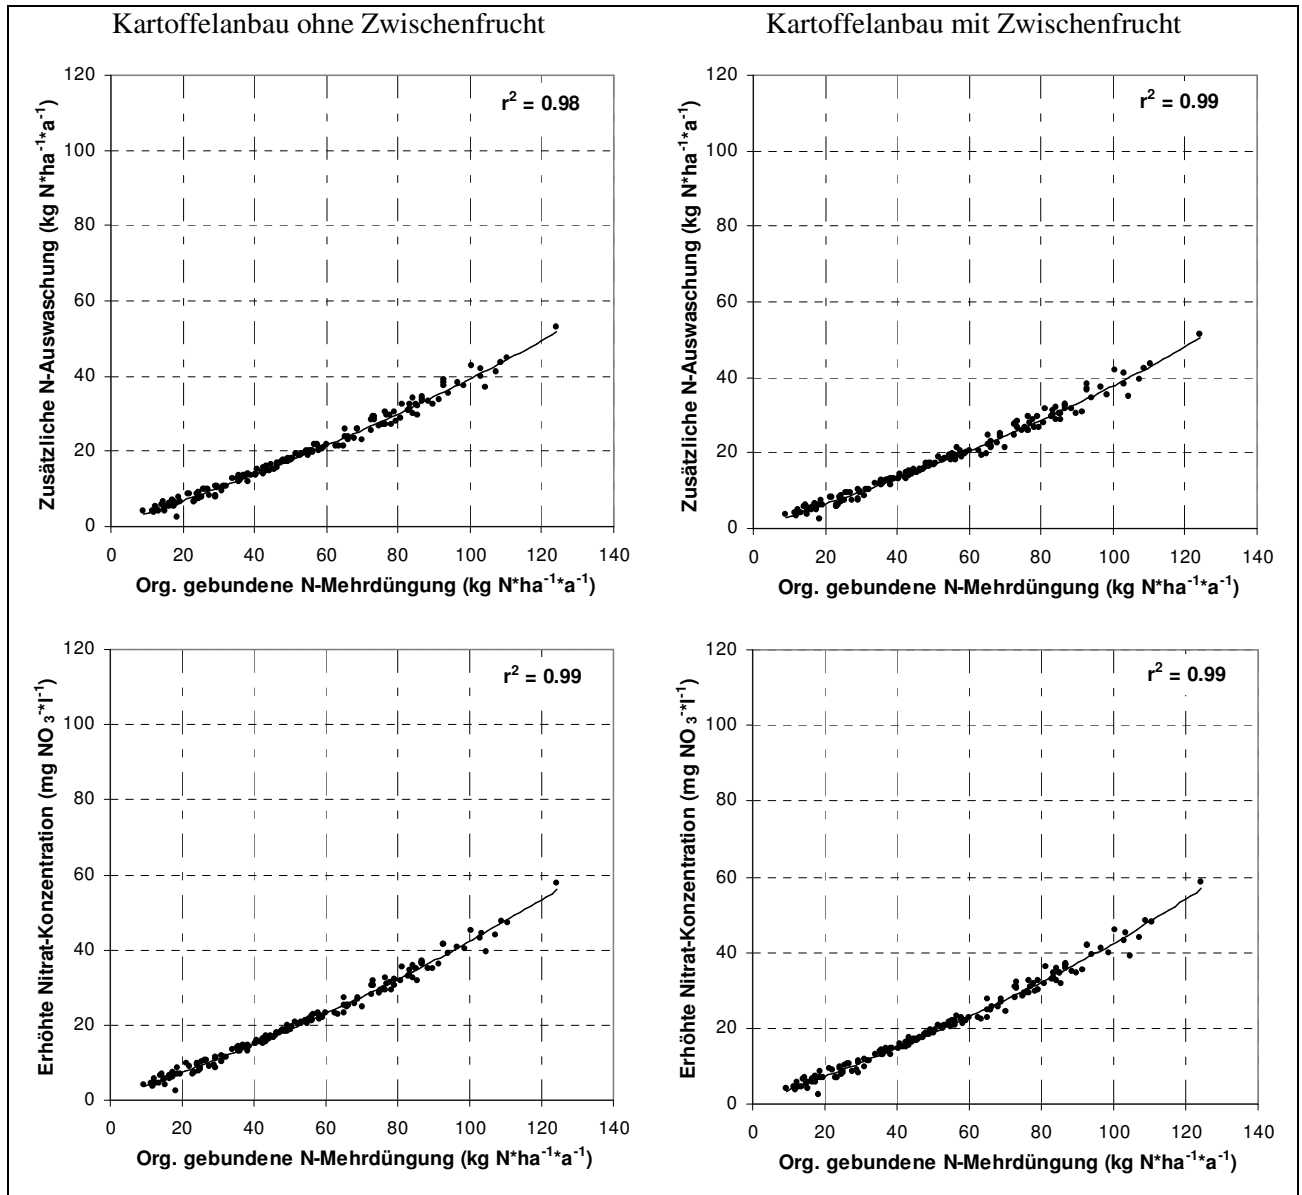 Kartoffelanbau ohne Zwischenfrucht
Kartoffelanbau mit Zwischenfrucht
Zusätzliche N-Auswaschung (kg N*ha⁻¹*a⁻¹)
120
100
80
60
40
20
0
r² = 0.98
0 20 40 60 80 100 120 140
Org. gebundene N-Mehrdüngung (kg N*ha⁻¹*a⁻¹)
Zusätzliche N-Auswaschung (kg N*ha⁻¹*a⁻¹)
120
100
80
60
40
20
0
r² = 0.99
0 20 40 60 80 100 120 140
Org. gebundene N-Mehrdüngung (kg N*ha⁻¹*a⁻¹)
Erhöhte Nitrat-Konzentration (mg NO₃⁻*l⁻¹)
120
100
80
60
40
20
0
r² = 0.99
0 20 40 60 80 100 120 140
Org. gebundene N-Mehrdüngung (kg N*ha⁻¹*a⁻¹)
Erhöhte Nitrat-Konzentration (mg NO₃⁻*l⁻¹)
120
100
80
60
40
20
0
r² = 0.99
0 20 40 60 80 100 120 140
Org. gebundene N-Mehrdüngung (kg N*ha⁻¹*a⁻¹)